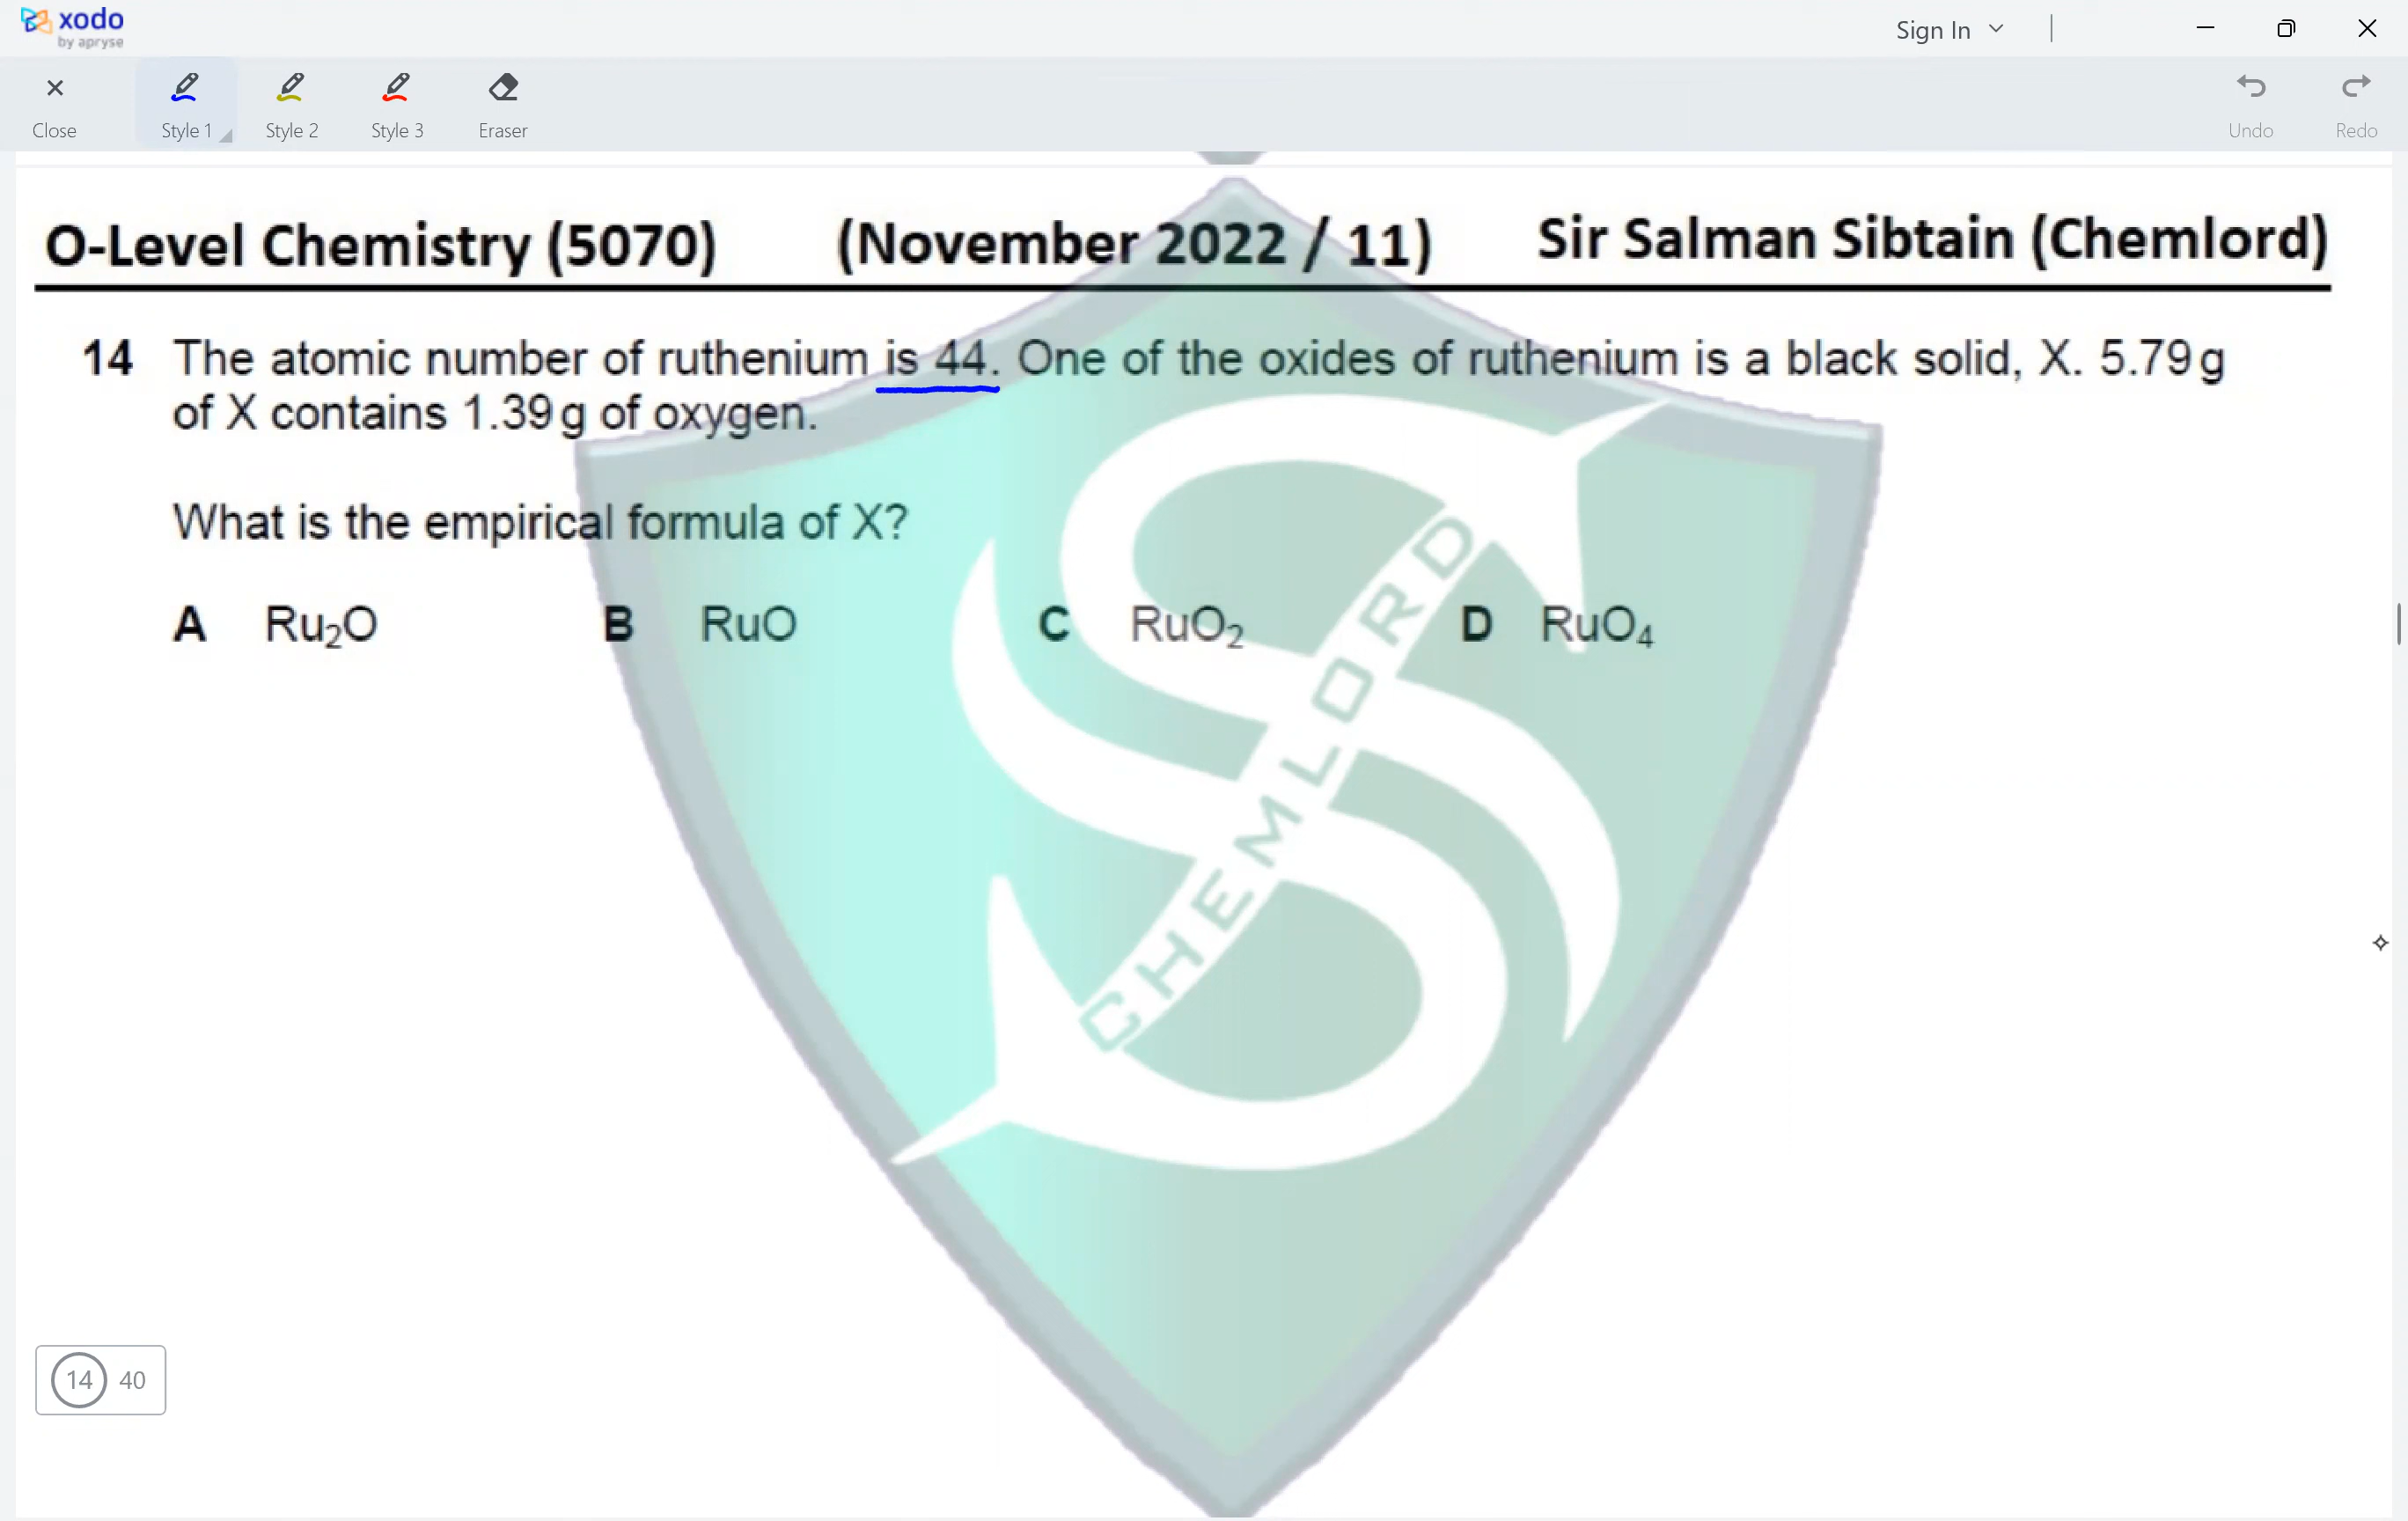 xodo
by apryse
Sign In
Close
Style 1
Style 2
Style 3
Eraser
Undo
Redo
O-Level Chemistry (5070) (November 2022 / 11) Sir Salman Sibtain (Chemlord)
14 The atomic number of ruthenium is 44. One of the oxides of ruthenium is a black solid, X. 5.79 g
of X contains 1.39 g of oxygen.
What is the empirical formula of X?
A Ru₂O B RuO C RuO₂ D RuO₄
CHEMLORD
14 40